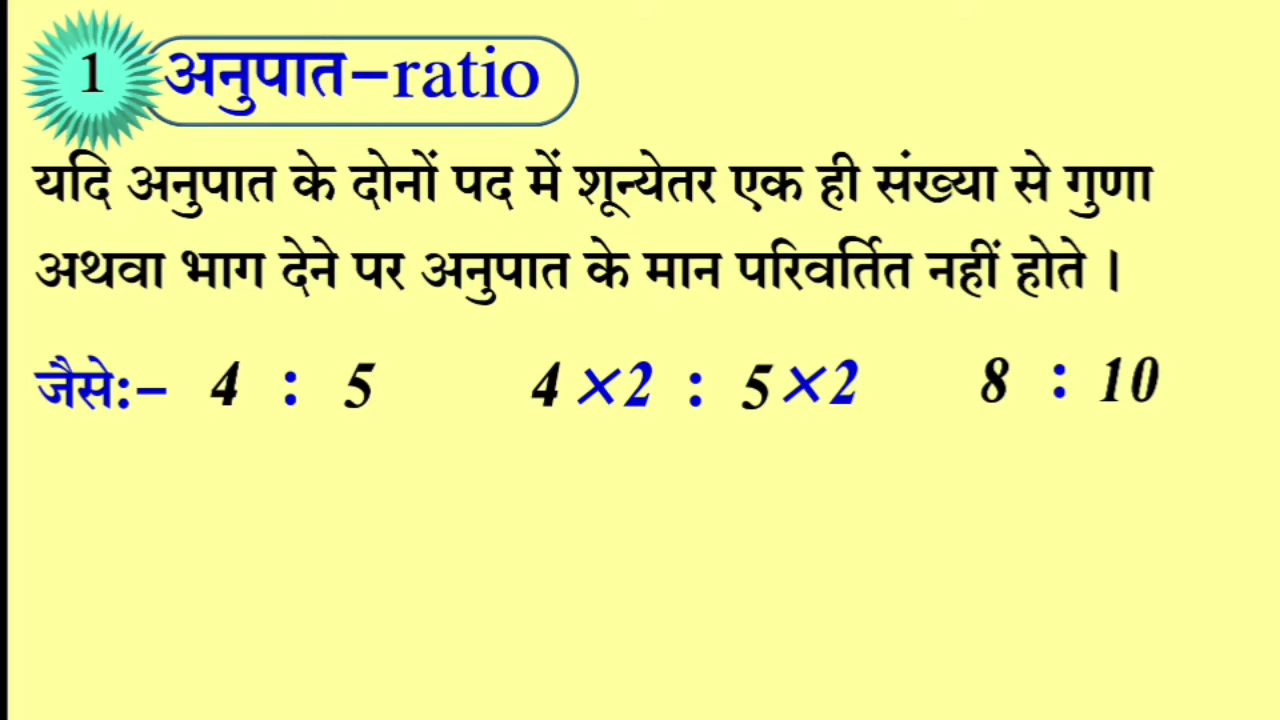 1 अनुपात-ratio
यदि अनुपात के दोनों पद में शून्येतर एक ही संख्या से गुणा
अथवा भाग देने पर अनुपात के मान परिवर्तित नहीं होते ।
जैसे:- 4 : 5 4 ×2 : 5 ×2 8 : 10